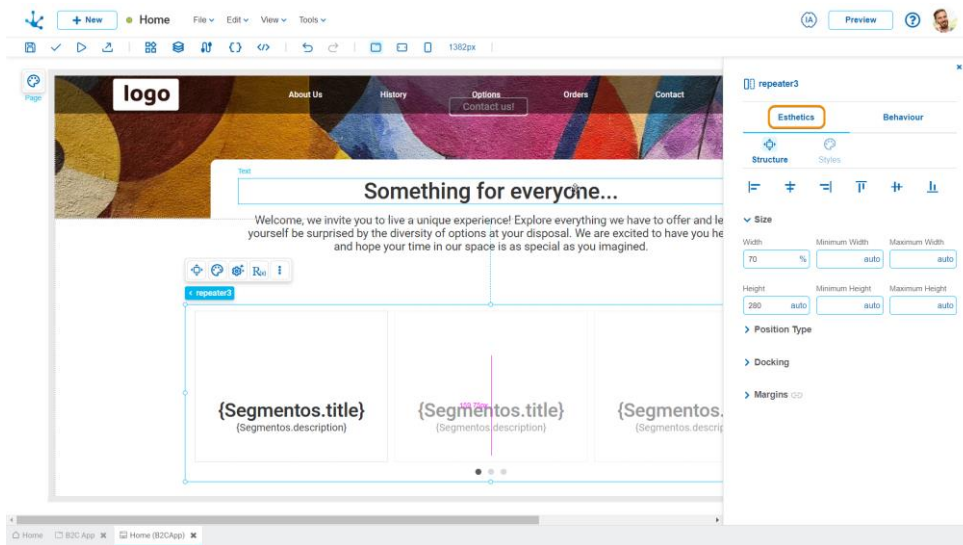 + New
Home
File
Edit
View
Tools
IA
Preview
?
1382px
Page
logo
About Us
History
Options
Orders
Contact
Contact us!
Text
Something for everyone...
Welcome, we invite you to live a unique experience! Explore everything we have to offer and le
yourself be surprised by the diversity of options at your disposal. We are excited to have you he
and hope your time in our space is as special as you imagined.
R(x)
repeater3
{Segmentos.title}
{Segmentos.description}
{Segmentos.title}
{Segmentos.description}
{Segmentos.
{Segmentos.descrip
repeater3
Esthetics
Behaviour
Structure
Styles
Size
Width
Minimum Width
Maximum Width
70 %
auto
auto
Height
Minimum Height
Maximum Height
280 auto
auto
auto
Position Type
Docking
Margins
Home
B2C App
Home (B2CApp)